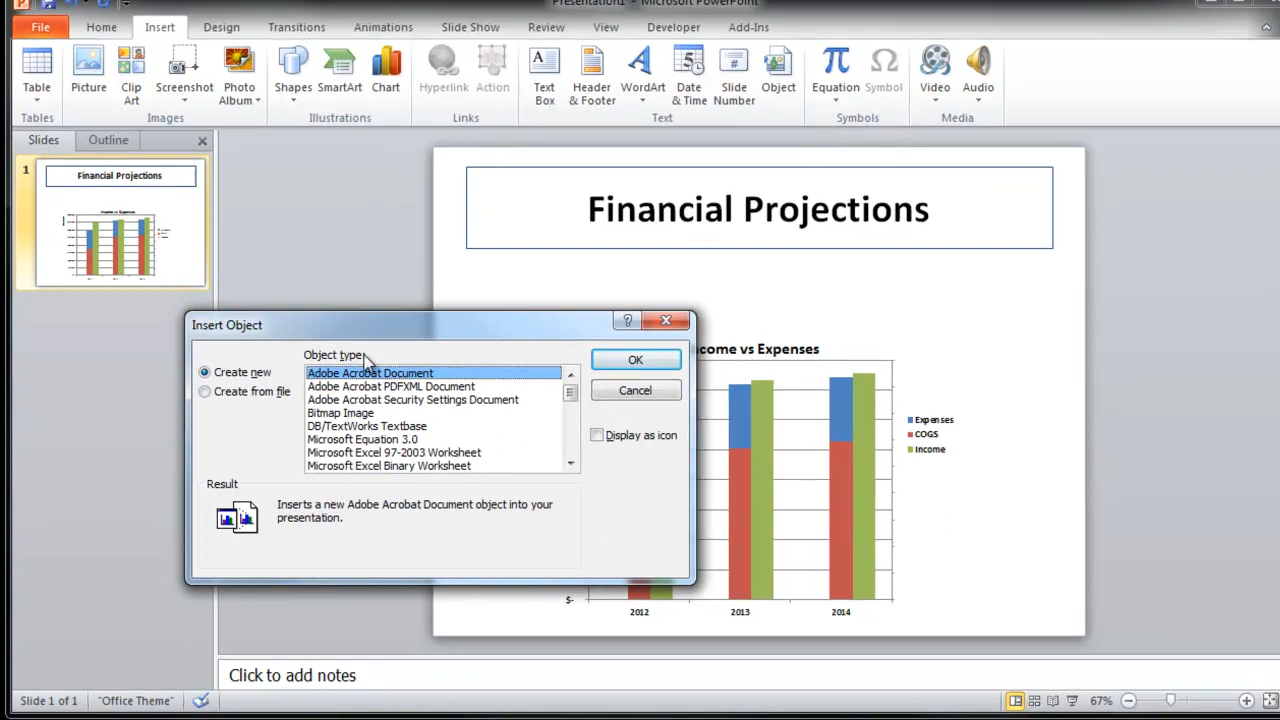 Presentation1 - Microsoft PowerPoint
File Home Insert Design Transitions Animations Slide Show Review View Developer Add-Ins
Table Picture Clip Art Screenshot Photo Album Shapes SmartArt Chart Hyperlink Action Text Box Header & Footer WordArt Date & Time Slide Number Object Equation Symbol Video Audio
Tables Images Illustrations Links Text Symbols Media
Slides Outline
1
Financial Projections
Income vs Expenses
Financial Projections
Insert Object
Create new
Create from file
Object type
Adobe Acrobat Document
Adobe Acrobat PDFXML Document
Adobe Acrobat Security Settings Document
Bitmap Image
DB/TextWorks Textbase
Microsoft Equation 3.0
Microsoft Excel 97-2003 Worksheet
Microsoft Excel Binary Worksheet
OK
Cancel
Display as icon
Result
Inserts a new Adobe Acrobat Document object into your
presentation.
come vs Expenses
Expenses
COGS
Income
$-
2012 2013 2014
Click to add notes
Slide 1 of 1 "Office Theme" 67%